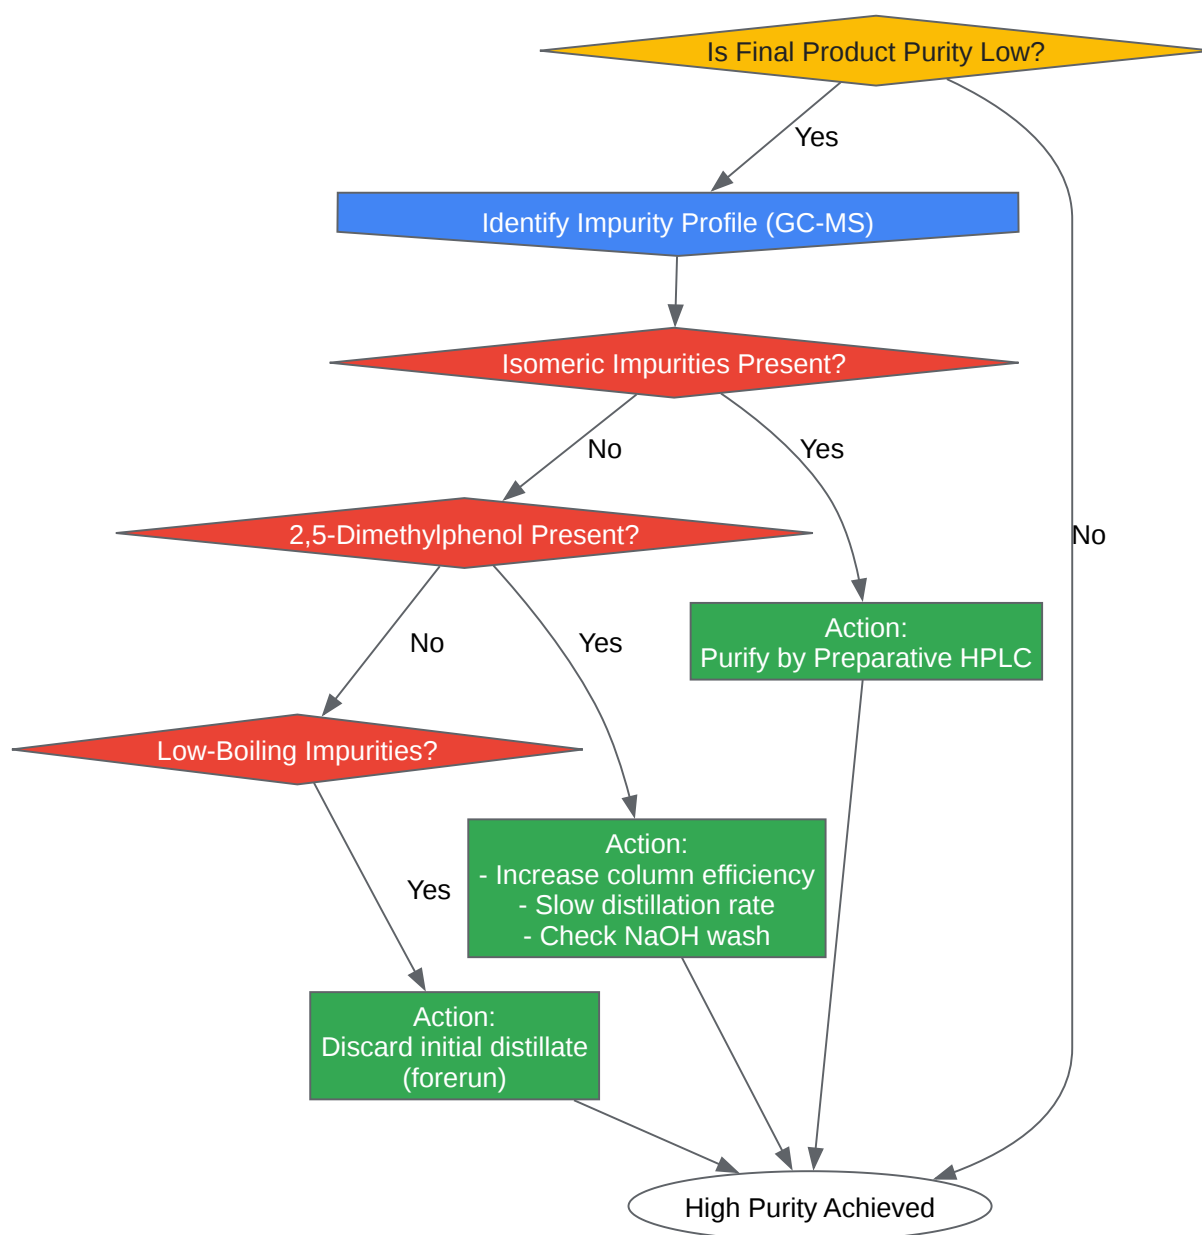 Is Final Product Purity Low?
Yes
Identify Impurity Profile (GC-MS)
Isomeric Impurities Present?
No
Yes
No
2,5-Dimethylphenol Present?
Action:
Purify by Preparative HPLC
No
Yes
Low-Boiling Impurities?
Action:
- Increase column efficiency
- Slow distillation rate
- Check NaOH wash
Yes
Action:
Discard initial distillate
(forerun)
High Purity Achieved